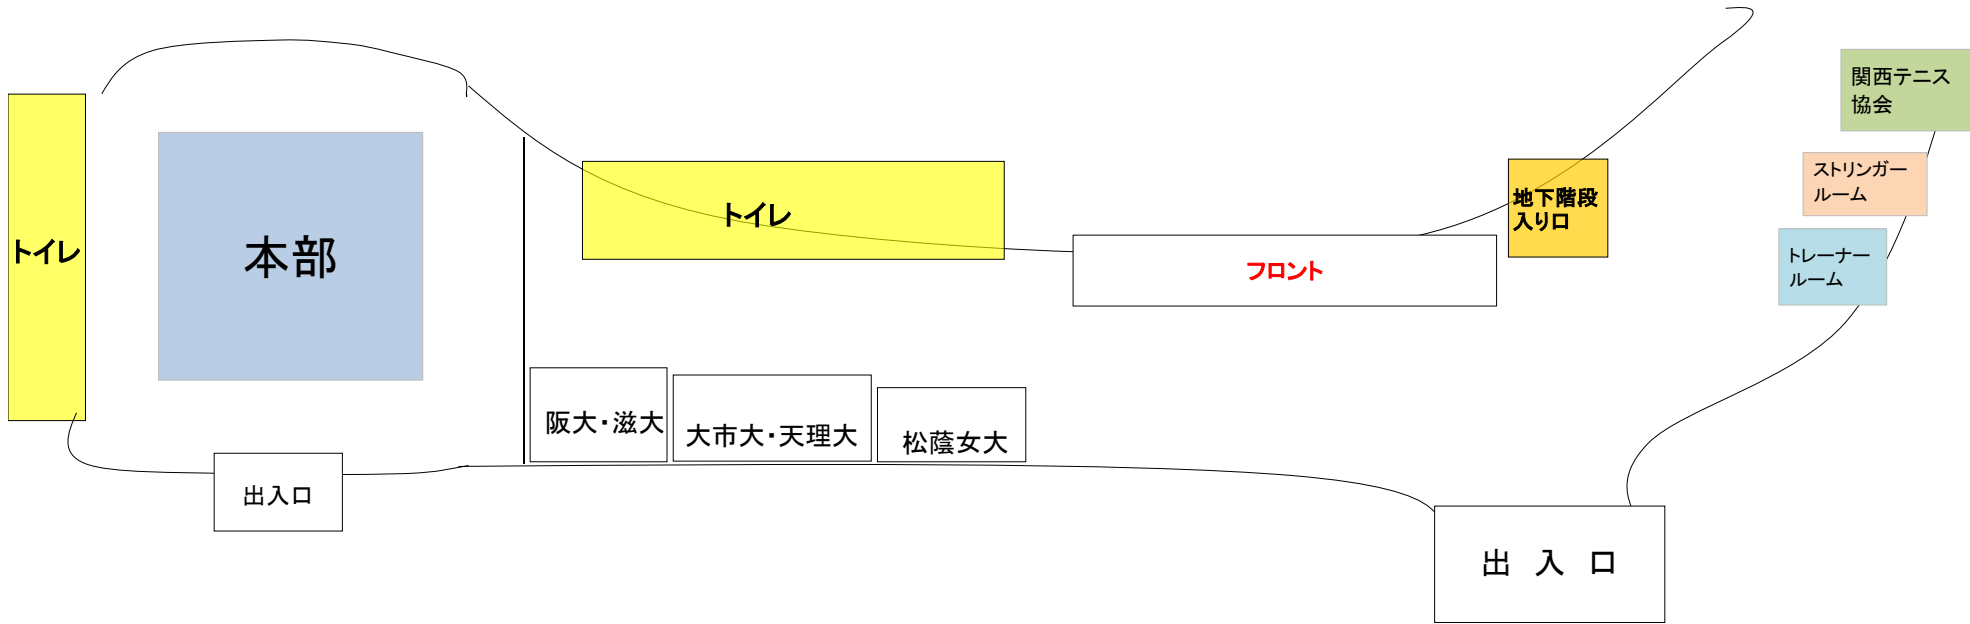 関西テニス
協会
ストリンガー
ルーム
地下階段
入り口
トイレ
トイレ
本部
フロント
トレーナー
ルーム
阪大・滋大
大市大・天理大
松蔭女大
出入口
出 入 口